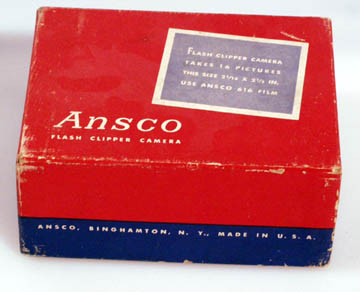 FLASH CLIPPER CAMERA
TAKES 16 PICTURES
THIS SIZE 2 1/16 X 2 1/2 IN.
USE ANSCO 616 FILM
Ansco
FLASH CLIPPER CAMERA
ANSCO, BINGHAMTON, N. Y., MADE IN U. S. A.